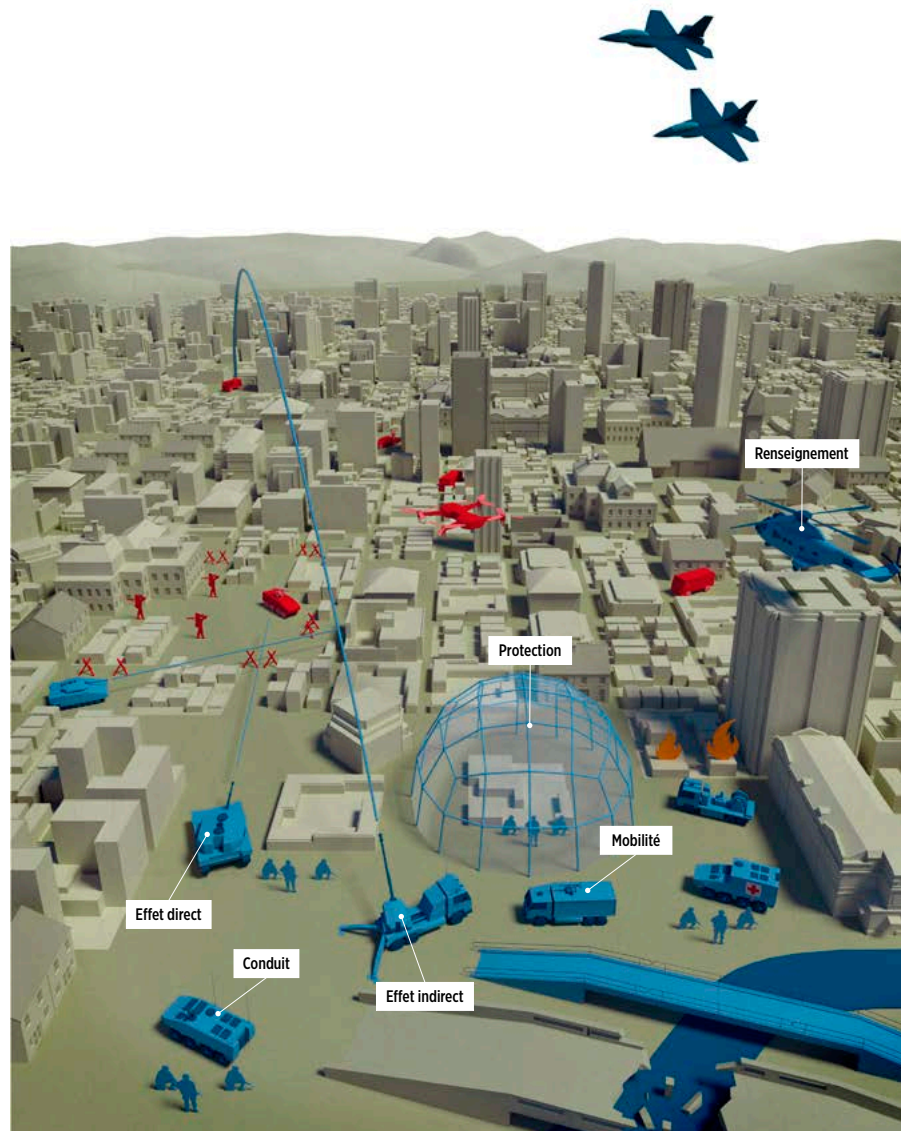 Renseignement
Protection
Mobilité
Effet direct
Conduit
Effet indirect